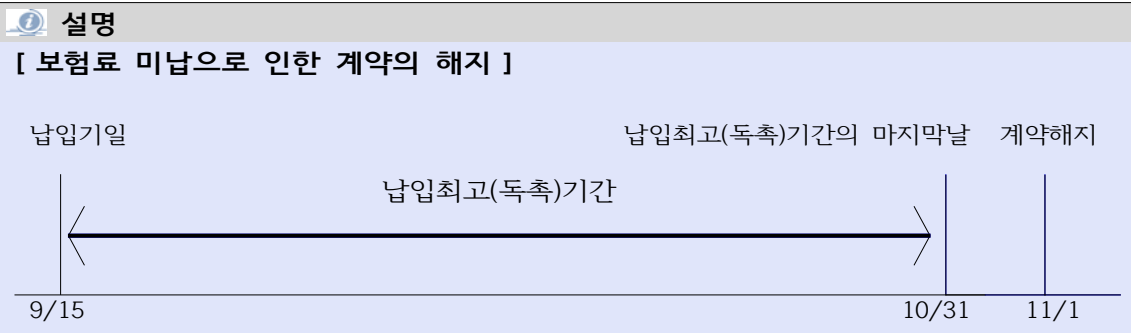 설명
[ 보험료 미납으로 인한 계약의 해지 ]
납입기일 납입최고(독촉)기간의 마지막날 계약해지
납입최고(독촉)기간
9/15 10/31 11/1